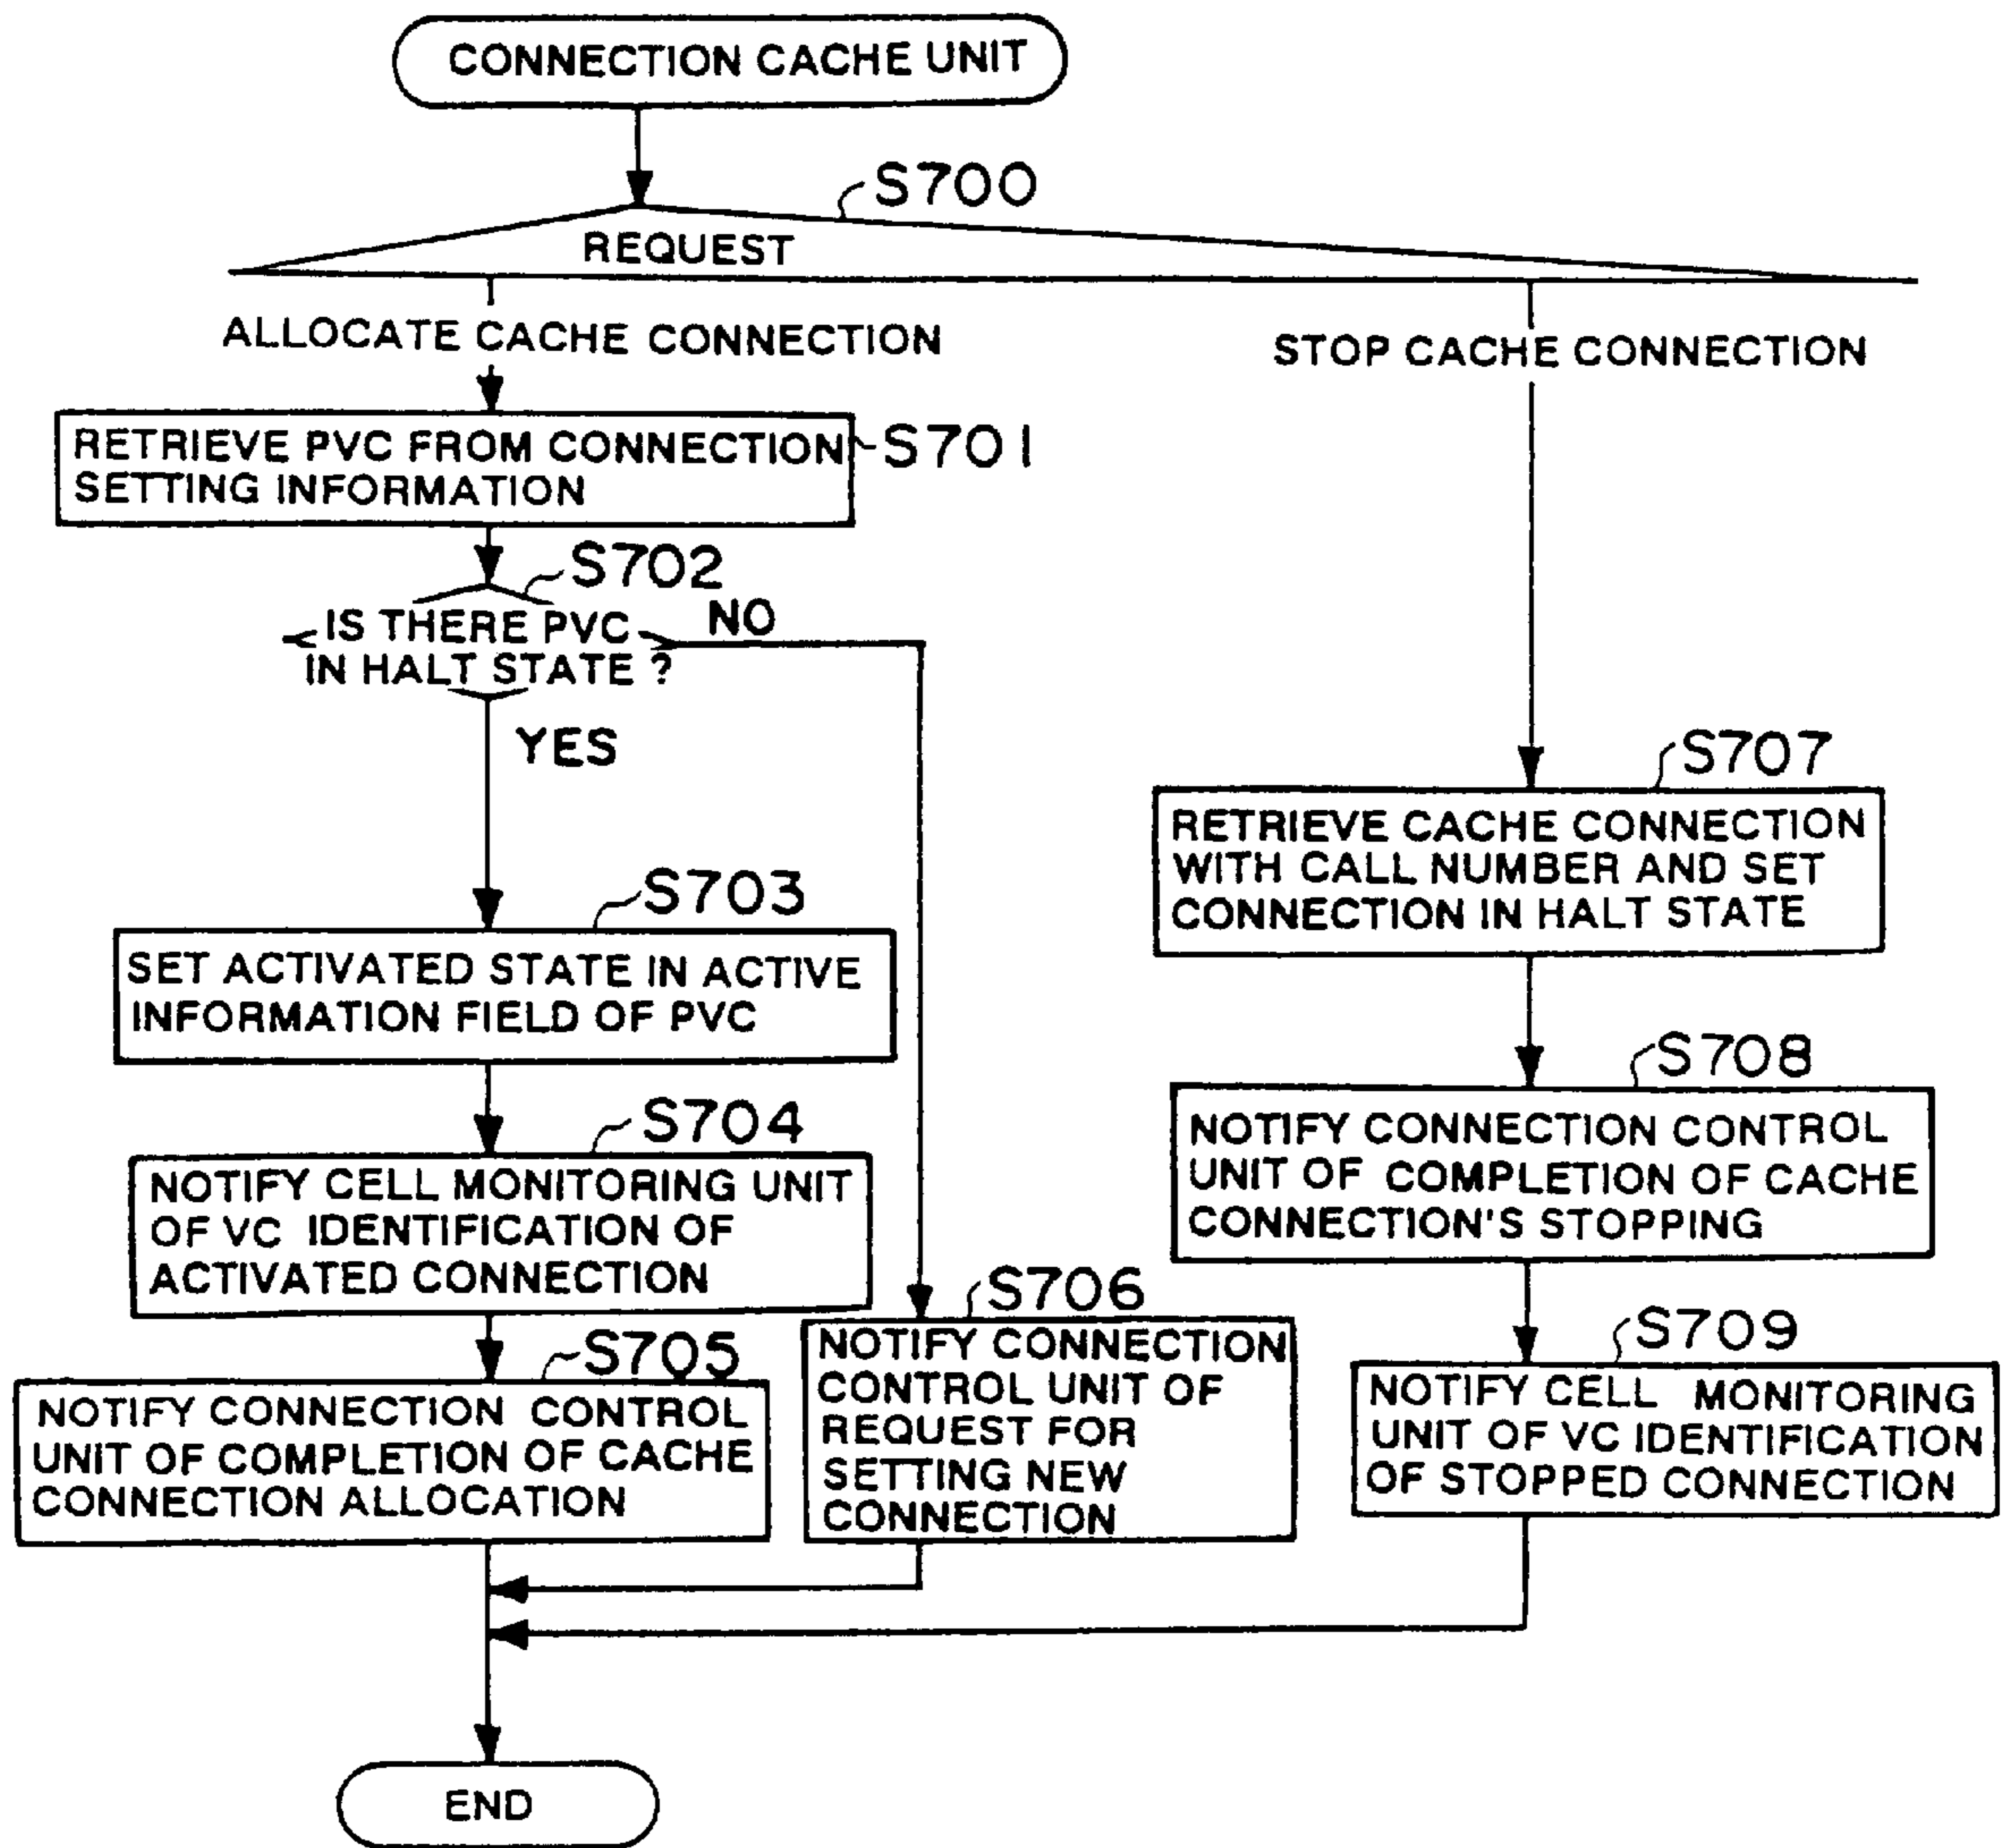 CONNECTION CACHE UNIT
S700
REQUEST
ALLOCATE CACHE CONNECTION
STOP CACHE CONNECTION
RETRIEVE PVC FROM CONNECTION
SETTING INFORMATION
S701
S702
IS THERE PVC
IN HALT STATE ?
NO
YES
S703
SET ACTIVATED STATE IN ACTIVE
INFORMATION FIELD OF PVC
S704
NOTIFY CELL MONITORING UNIT
OF VC IDENTIFICATION OF
ACTIVATED CONNECTION
S705
NOTIFY CONNECTION CONTROL
UNIT OF COMPLETION OF CACHE
CONNECTION ALLOCATION
S706
NOTIFY CONNECTION
CONTROL UNIT OF
REQUEST FOR
SETTING NEW
CONNECTION
S707
RETRIEVE CACHE CONNECTION
WITH CALL NUMBER AND SET
CONNECTION IN HALT STATE
S708
NOTIFY CONNECTION CONTROL
UNIT OF COMPLETION OF CACHE
CONNECTION'S STOPPING
S709
NOTIFY CELL MONITORING
UNIT OF VC IDENTIFICATION
OF STOPPED CONNECTION
END